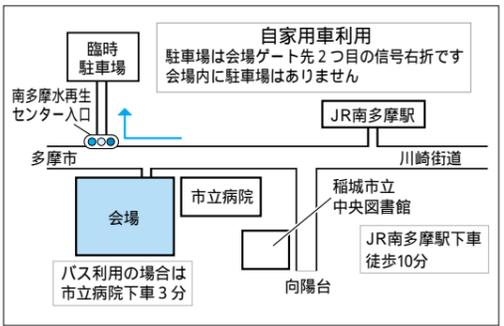 自家用車利用
駐車場は会場ゲート先２つ目の信号右折です
会場内に駐車場はありません
臨時
駐車場
南多摩水再生
センター入口
JR南多摩駅
多摩市
川崎街道
市立病院
会場
稲城市立
中央図書館
JR南多摩駅下車
徒歩10分
バス利用の場合は
市立病院下車３分
向陽台